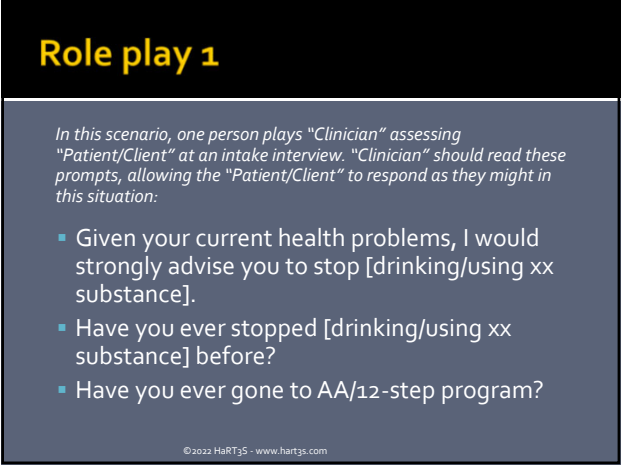 Role play 1
In this scenario, one person plays “Clinician” assessing
“Patient/Client” at an intake interview. “Clinician” should read these
prompts, allowing the “Patient/Client” to respond as they might in
this situation:
▪ Given your current health problems, I would
strongly advise you to stop [drinking/using xx
substance].
▪ Have you ever stopped [drinking/using xx
substance] before?
▪ Have you ever gone to AA/12-step program?
©2022 HaRT3S - www.hart3s.com